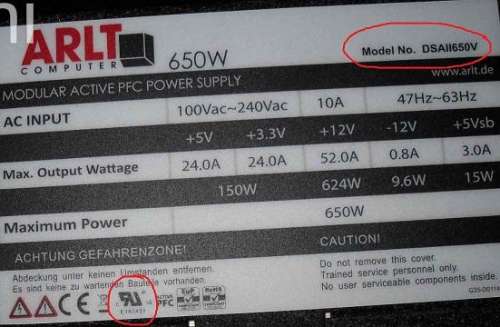 ARLT
COMPUTER
650W
Model No. DSAII650V
www.arlt.de
MODULAR ACTIVE PFC POWER SUPPLY
AC INPUT 100Vac~240Vac 10A 47Hz~63Hz
+5V +3.3V +12V -12V +5Vsb
Max. Output Wattage 24.0A 24.0A 52.0A 0.8A 3.0A
150W 624W 9.6W 15W
Maximum Power 650W
ACHTUNG GEFAHRENZONE! CAUTION!
Abdeckung unter keinen Umständen entfernen.
Es sind keine zu wartenden Bauteile vorhanden.
Do not remove this cover.
Trained service personnel only.
No user serviceable components inside.
CE
PFC